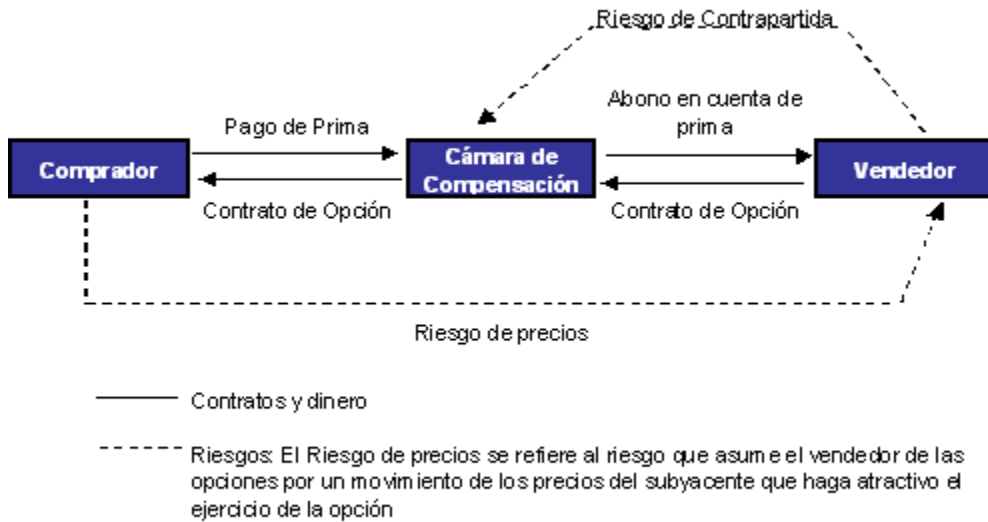 Riesgo de Contrapartida
Abono en cuenta de
prima
Pago de Prima
Comprador
Cámara de
Compensación
Vendedor
Contrato de Opción
Contrato de Opción
Riesgo de precios
Contratos y dinero
Riesgos: El Riesgo de precios se refiere al riesgo que asume el vendedor de las
opciones por un movimiento de los precios del subyacente que haga atractivo el
ejercicio de la opción